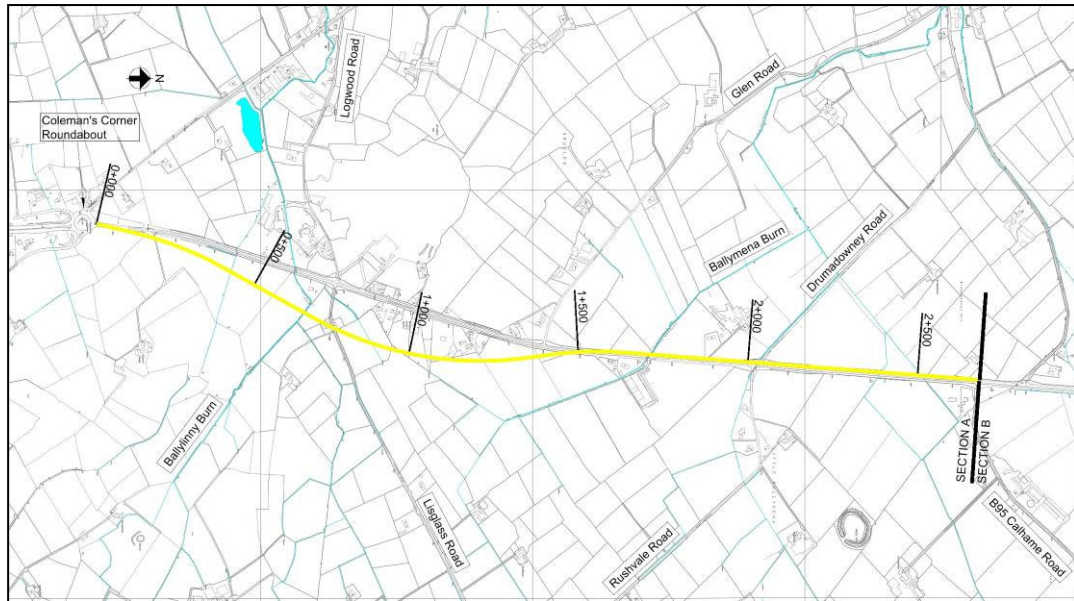 Coleman's Corner
Roundabout
N
Logwood Road
Glen Road
0+000
0+500
1+000
1+500
2+000
2+500
Ballymena Burn
Drumadowney Road
Ballylinny Burn
Lisglass Road
Rushvale Road
SECTION A
SECTION B
B95 Calhame Road